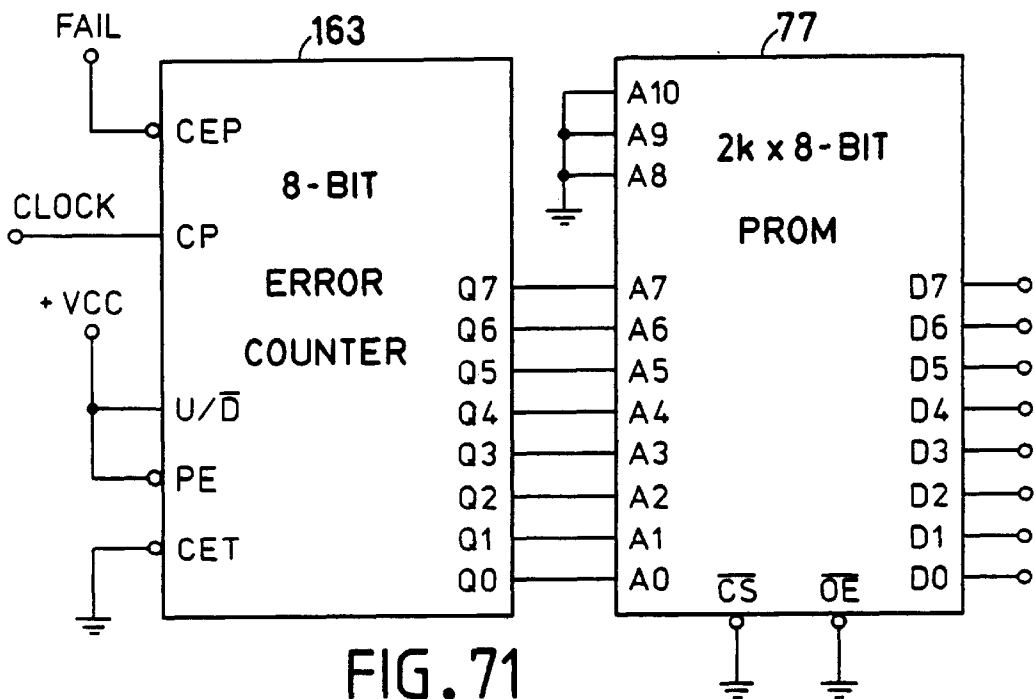 FAIL
163
77
CEP
CLOCK
CP
+VCC
U/D̅
PE
CET
8-BIT
ERROR
COUNTER
Q7
Q6
Q5
Q4
Q3
Q2
Q1
Q0
A10
A9
A8
A7
A6
A5
A4
A3
A2
A1
A0
2k x 8-BIT
PROM
D7
D6
D5
D4
D3
D2
D1
D0
C̅S̅
O̅E̅
FIG. 71